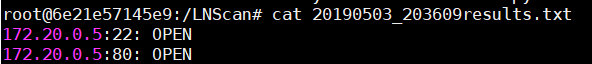 root@6e21e57145e9:/LNScan# cat 20190503_203609results.txt
172.20.0.5:22: OPEN
172.20.0.5:80: OPEN